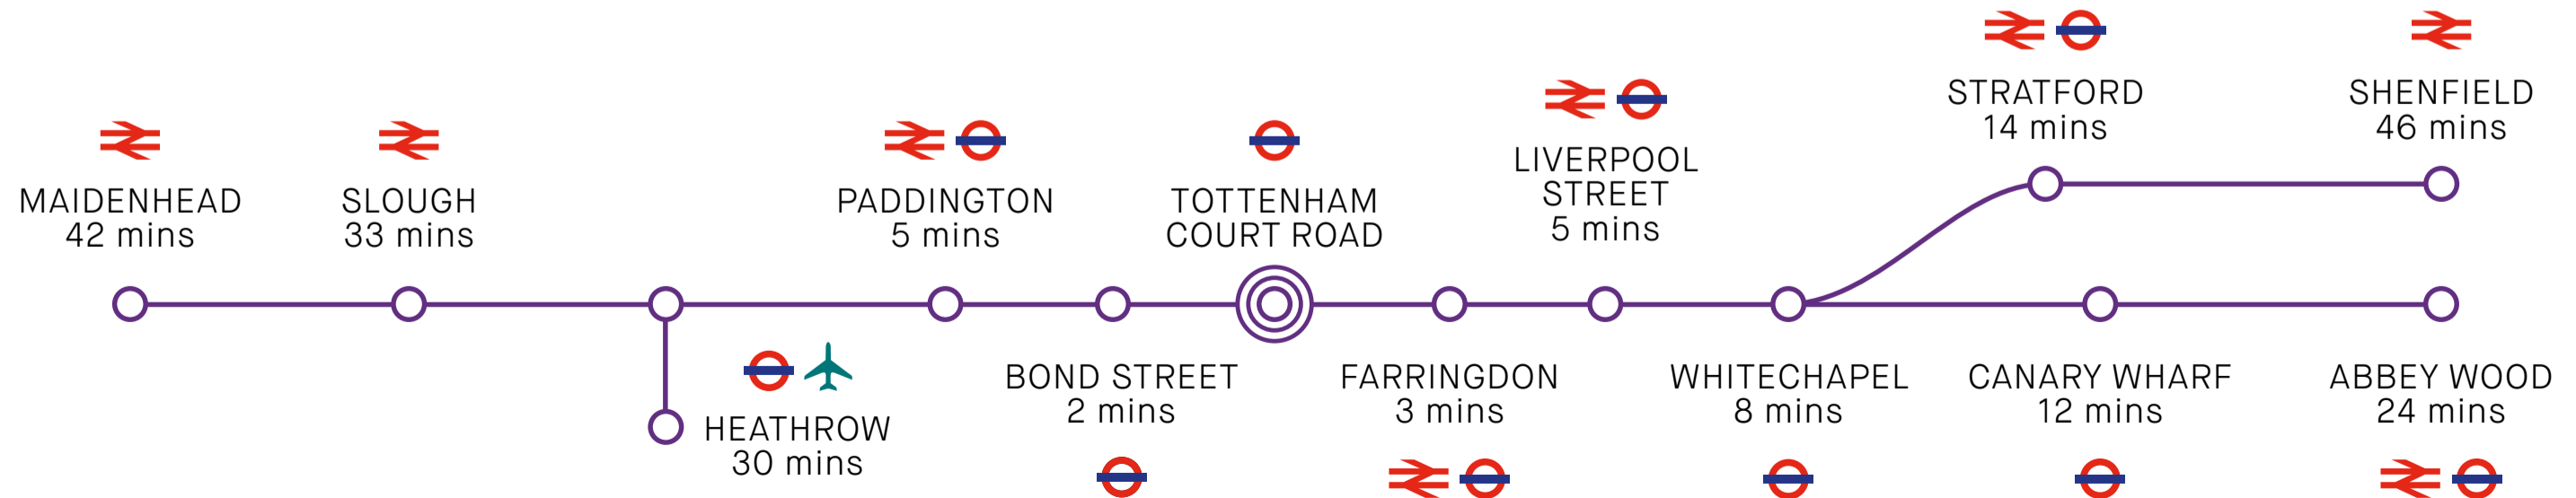 MAIDENHEAD
42 mins
SLOUGH
33 mins
HEATHROW
30 mins
PADDINGTON
5 mins
BOND STREET
2 mins
TOTTENHAM
COURT ROAD
FARRINGDON
3 mins
LIVERPOOL
STREET
5 mins
WHITECHAPEL
8 mins
STRATFORD
14 mins
SHENFIELD
46 mins
CANARY WHARF
12 mins
ABBEY WOOD
24 mins